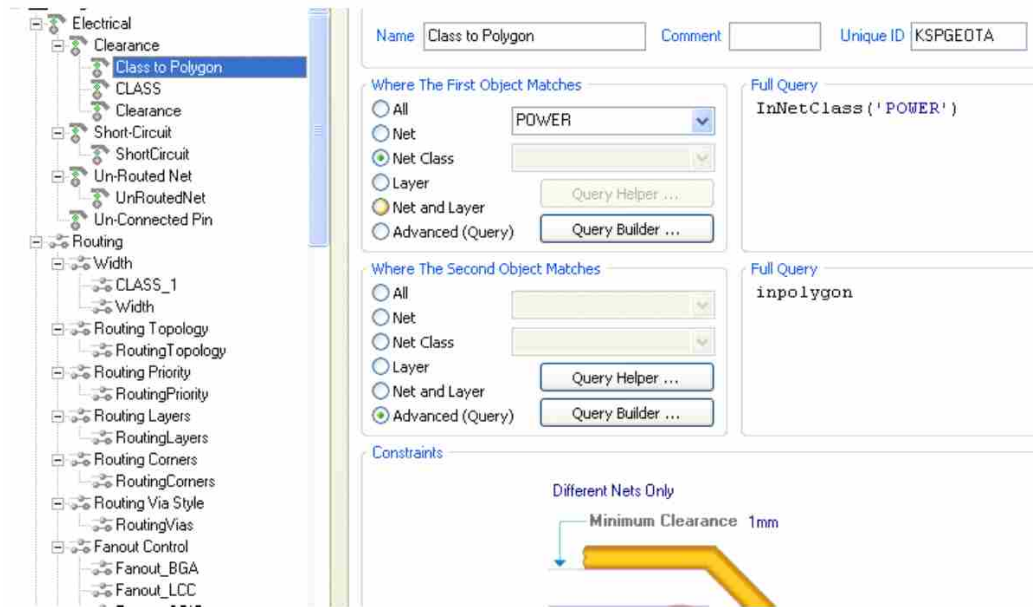 Electrical
Clearance
Class to Polygon
CLASS
Clearance
Short-Circuit
ShortCircuit
Un-Routed Net
UnRoutedNet
Un-Connected Pin
Routing
Width
CLASS_1
Width
Routing Topology
RoutingTopology
Routing Priority
RoutingPriority
Routing Layers
RoutingLayers
Routing Corners
RoutingCorners
Routing Via Style
RoutingVias
Fanout Control
Fanout_BGA
Fanout_LCC
Name Class to Polygon Comment Unique ID KSPGEOTA
Where The First Object Matches
All
POWER
Net
Net Class
Layer
Query Helper ...
Net and Layer
Advanced (Query)
Query Builder ...
Full Query
InNetClass('POWER')
Where The Second Object Matches
All
Net
Net Class
Layer
Query Helper ...
Net and Layer
Advanced (Query)
Query Builder ...
Full Query
inpolygon
Constraints
Different Nets Only
Minimum Clearance 1mm